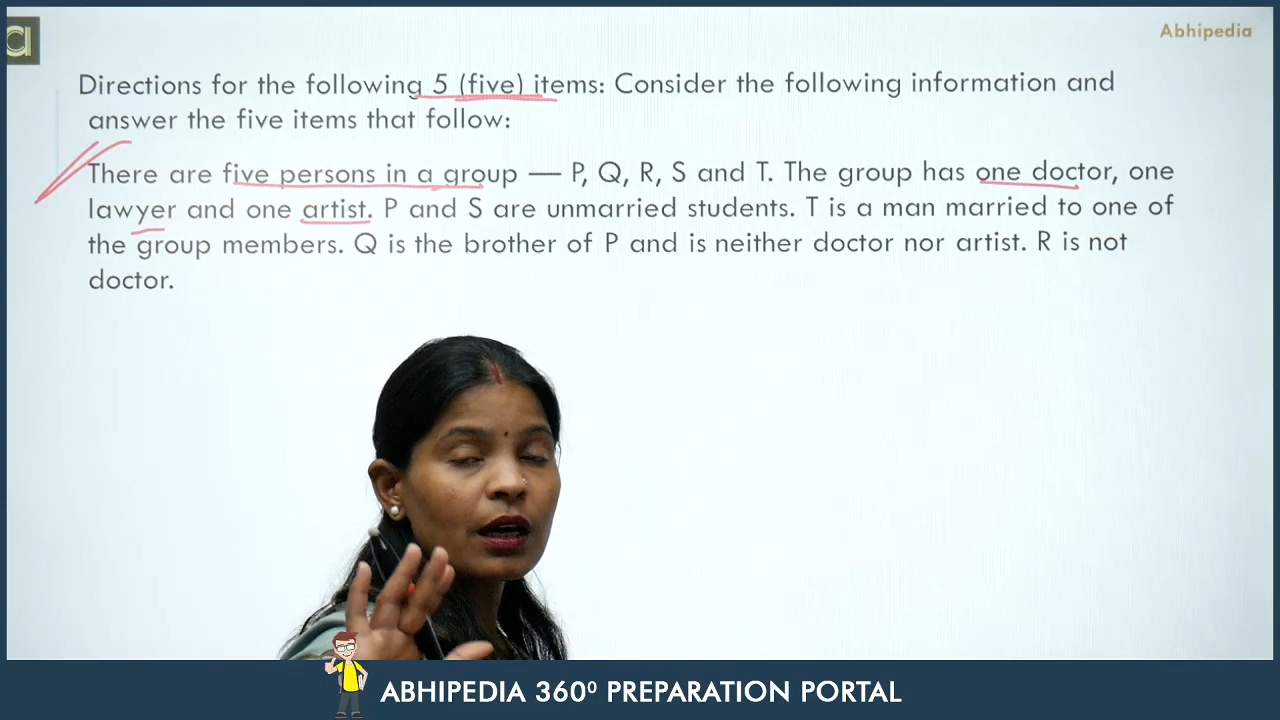 Abhipedia
Directions for the following 5 (five) items: Consider the following information and
answer the five items that follow:
There are five persons in a group — P, Q, R, S and T. The group has one doctor, one
lawyer and one artist. P and S are unmarried students. T is a man married to one of
the group members. Q is the brother of P and is neither doctor nor artist. R is not
doctor.
ABHIPEDIA 360⁰ PREPARATION PORTAL